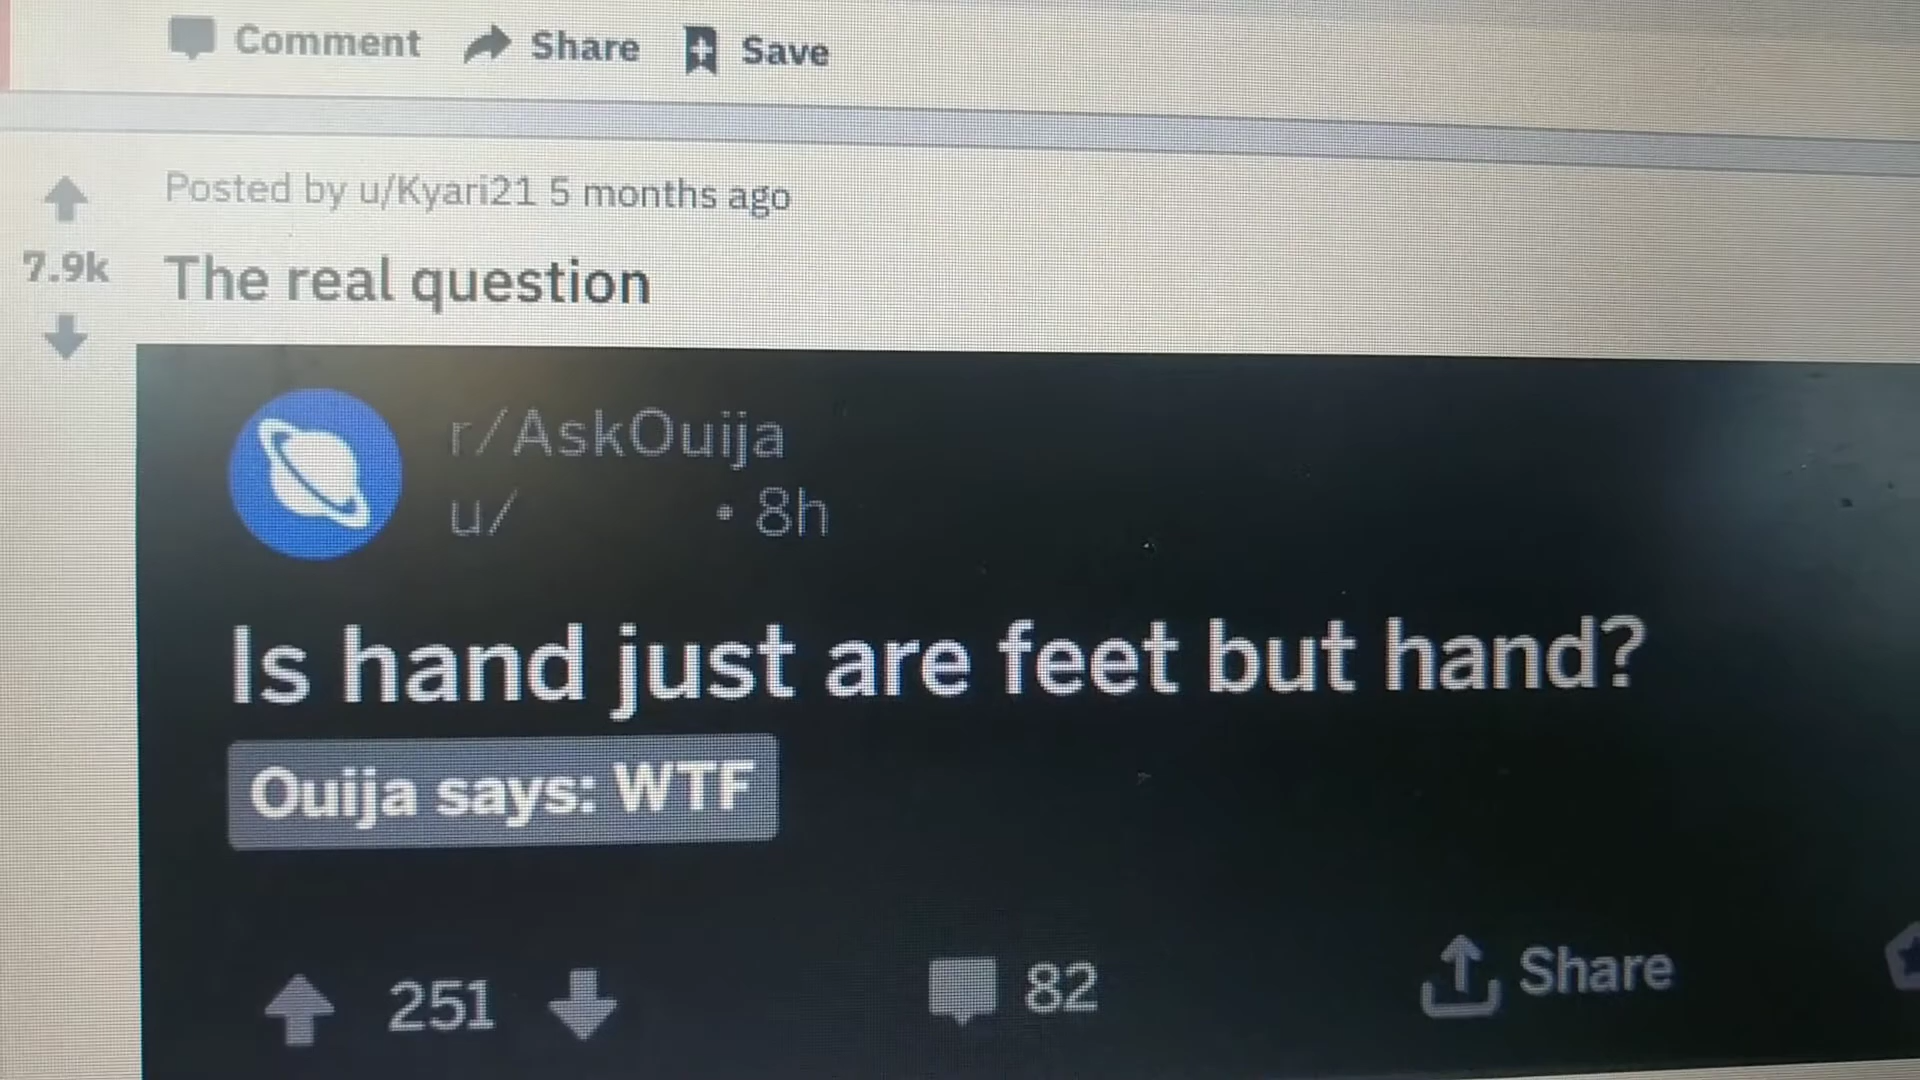 Comment Share Save
Posted by u/Kyari21 5 months ago
7.9k
The real question
r/AskOuija
u/ • 8h
Is hand just are feet but hand?
Ouija says: WTF
251 82 Share